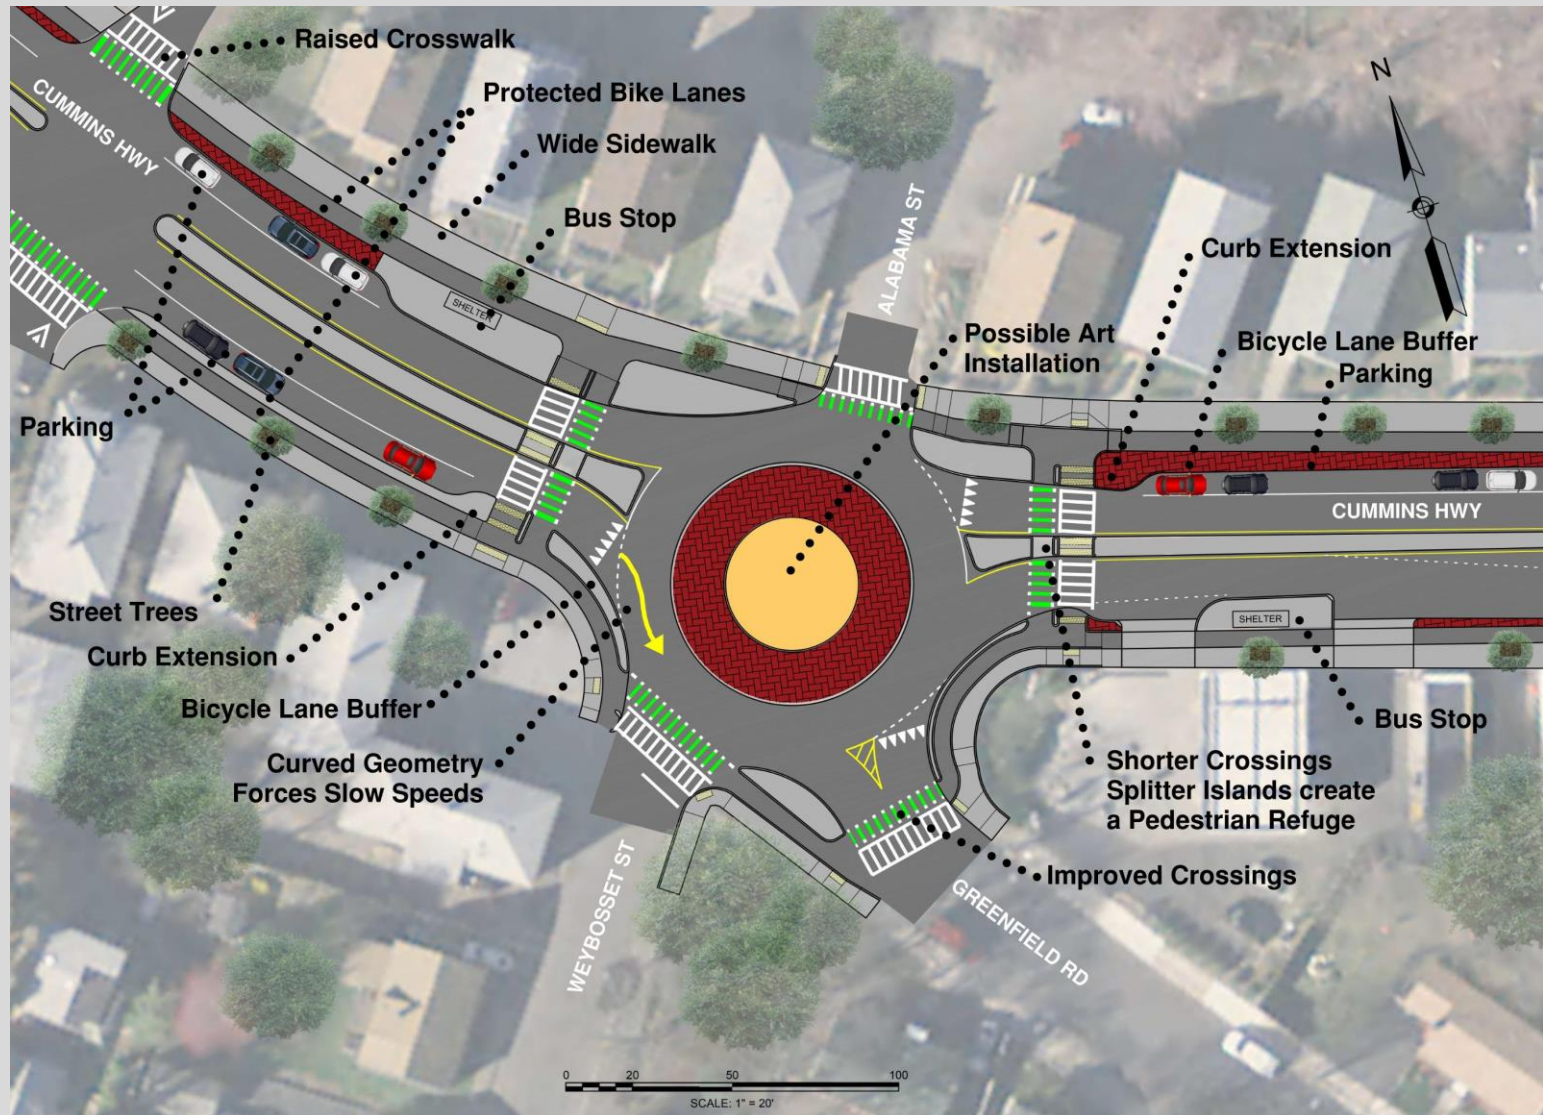 N
Raised Crosswalk
CUMMINS HWY
Protected Bike Lanes
Wide Sidewalk
Bus Stop
ALABAMA ST
Curb Extension
SHELTER
Possible Art
Installation
Bicycle Lane Buffer
Parking
Parking
CUMMINS HWY
Street Trees
SHELTER
Curb Extension
Bicycle Lane Buffer
Bus Stop
Curved Geometry
Forces Slow Speeds
Shorter Crossings
Splitter Islands create
a Pedestrian Refuge
Improved Crossings
WEYBOSSET ST
GREENFIELD RD
0 20 50 100
SCALE: 1" = 20'